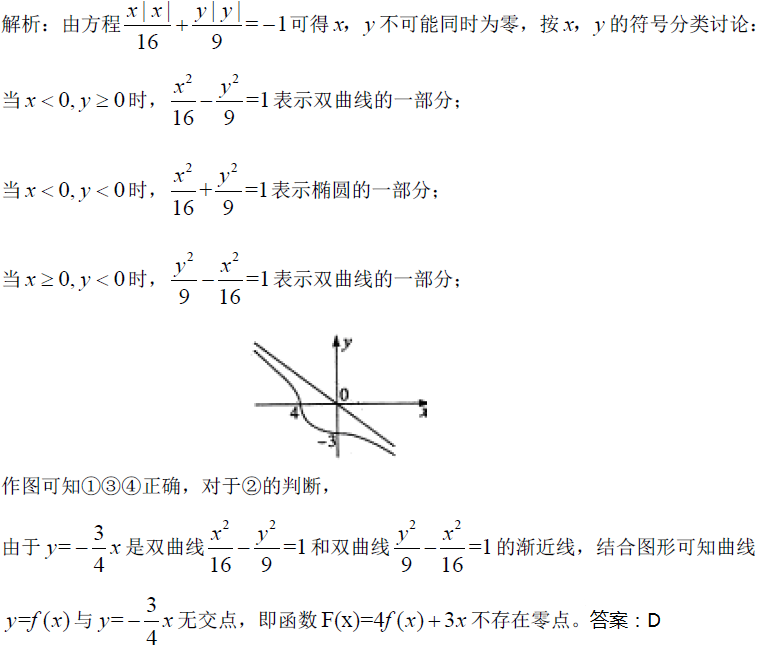 解析：由方程 x|x|/16 + y|y|/9 = −1 可得 x，y 不可能同时为零，按 x，y 的符号分类讨论：
当 x < 0, y ≥ 0 时，x²/16 − y²/9 =1 表示双曲线的一部分；
当 x < 0, y < 0 时，x²/16 + y²/9 =1 表示椭圆的一部分；
当 x ≥ 0, y < 0 时，y²/9 − x²/16 =1 表示双曲线的一部分；
y
0
4
x
−3
作图可知①③④正确，对于②的判断，
由于 y= −3/4 x 是双曲线 x²/16 − y²/9 =1 和双曲线 y²/9 − x²/16 =1 的渐近线，结合图形可知曲线
y=f(x) 与 y= −3/4 x 无交点，即函数 F(x)=4f(x)+3x 不存在零点。答案：D